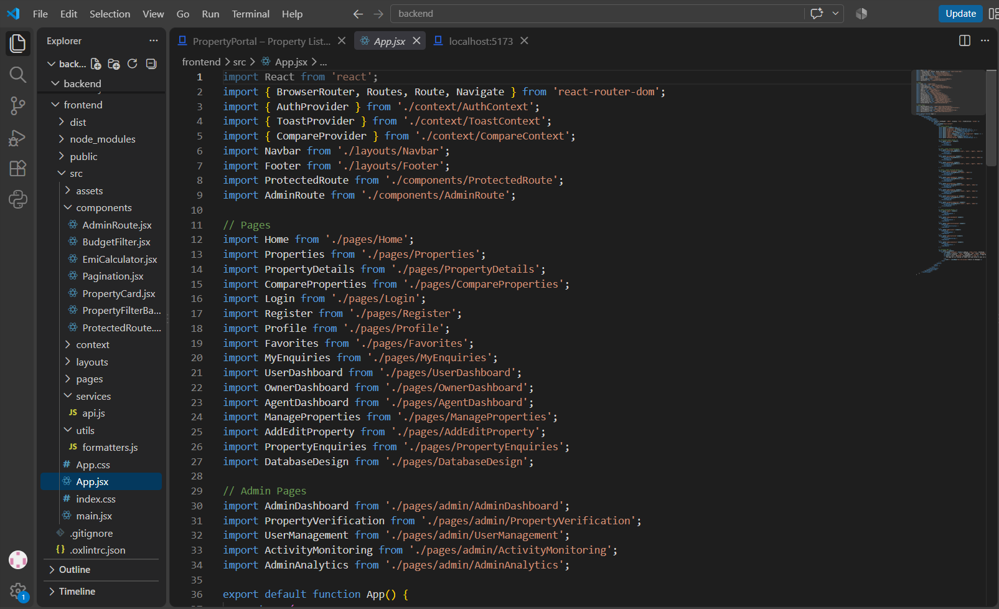 File Edit Selection View Go Run Terminal Help
backend
Update
Explorer
PropertyPortal – Property List...
App.jsx
localhost:5173
back...
frontend > src > App.jsx > ...
backend
frontend
dist
node_modules
public
src
assets
components
AdminRoute.jsx
BudgetFilter.jsx
EmiCalculator.jsx
Pagination.jsx
PropertyCard.jsx
PropertyFilterBa...
ProtectedRoute....
context
layouts
pages
services
JS api.js
utils
JS formatters.js
# App.css
App.jsx
# index.css
main.jsx
.gitignore
{} .oxlintrc.json
Outline
Timeline
1
1 import React from 'react';
2 import { BrowserRouter, Routes, Route, Navigate } from 'react-router-dom';
3 import { AuthProvider } from './context/AuthContext';
4 import { ToastProvider } from './context/ToastContext';
5 import { CompareProvider } from './context/CompareContext';
6 import Navbar from './layouts/Navbar';
7 import Footer from './layouts/Footer';
8 import ProtectedRoute from './components/ProtectedRoute';
9 import AdminRoute from './components/AdminRoute';
10
11 // Pages
12 import Home from './pages/Home';
13 import Properties from './pages/Properties';
14 import PropertyDetails from './pages/PropertyDetails';
15 import CompareProperties from './pages/CompareProperties';
16 import Login from './pages/Login';
17 import Register from './pages/Register';
18 import Profile from './pages/Profile';
19 import Favorites from './pages/Favorites';
20 import MyEnquiries from './pages/MyEnquiries';
21 import UserDashboard from './pages/UserDashboard';
22 import OwnerDashboard from './pages/OwnerDashboard';
23 import AgentDashboard from './pages/AgentDashboard';
24 import ManageProperties from './pages/ManageProperties';
25 import AddEditProperty from './pages/AddEditProperty';
26 import PropertyEnquiries from './pages/PropertyEnquiries';
27 import DatabaseDesign from './pages/DatabaseDesign';
28
29 // Admin Pages
30 import AdminDashboard from './pages/admin/AdminDashboard';
31 import PropertyVerification from './pages/admin/PropertyVerification';
32 import UserManagement from './pages/admin/UserManagement';
33 import ActivityMonitoring from './pages/admin/ActivityMonitoring';
34 import AdminAnalytics from './pages/admin/AdminAnalytics';
35
36 export default function App() {